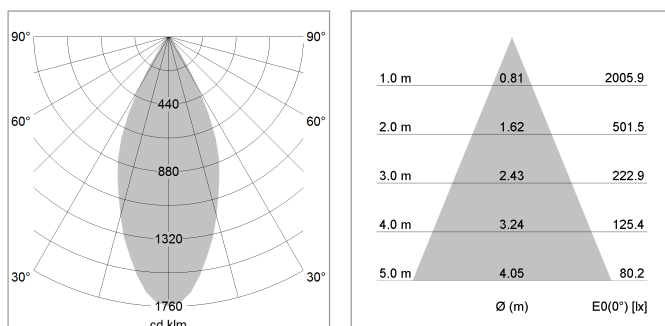 90° 90°
440
60° 60°
880
1320
30° 30°
1760
cd klm
1.0 m 0.81 2005.9
2.0 m 1.62 501.5
3.0 m 2.43 222.9
4.0 m 3.24 125.4
5.0 m 4.05 80.2
Ø (m) E0(0°) [lx]